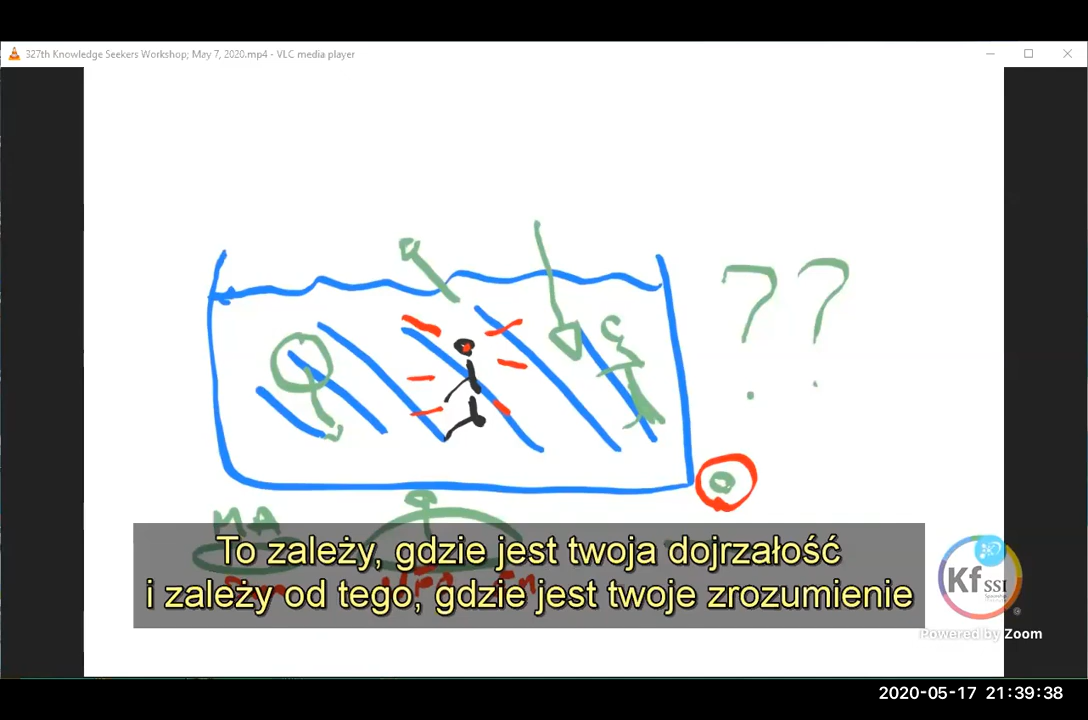 327th Knowledge Seekers Workshop; May 7, 2020.mp4 - VLC media player
? ?
MA
To zależy, gdzie jest twoja dojrzałość
i zależy od tego, gdzie jest twoje zrozumienie
Kf SSI
®
Powered by Zoom
2020-05-17 21:39:38